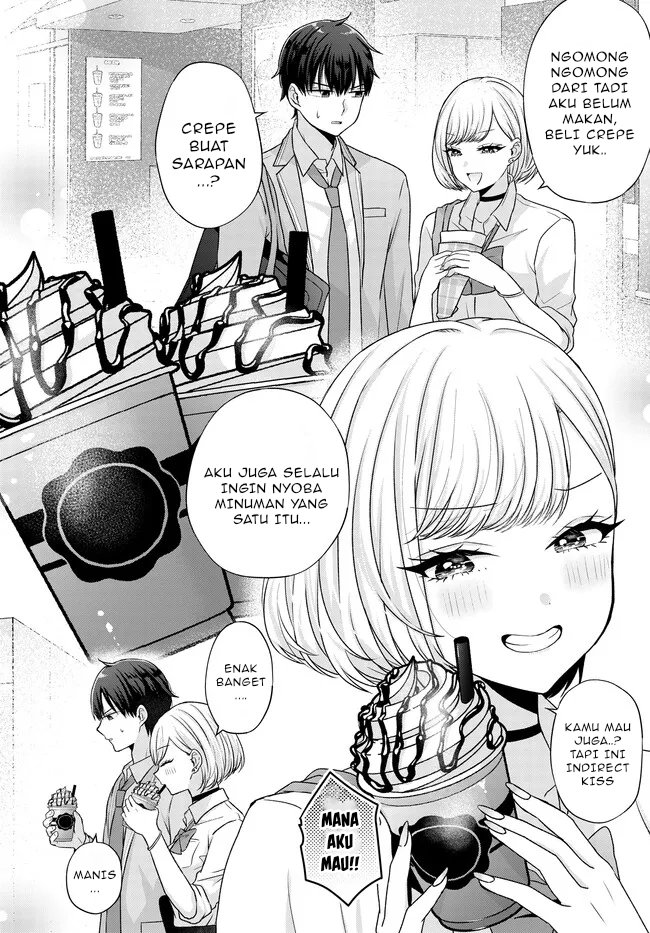 NGOMONG
NGOMONG
DARI TADI
AKU BELUM
MAKAN,
BELI CREPE
YUK..
CREPE
BUAT
SARAPAN
...?
AKU JUGA SELALU
INGIN NYOBA
MINUMAN YANG
SATU ITU...
ENAK
BANGET
....
KAMU MAU
JUGA..?
TAPI INI
INDIRECT
KISS
MANA
AKU
MAU!!
MANIS
...